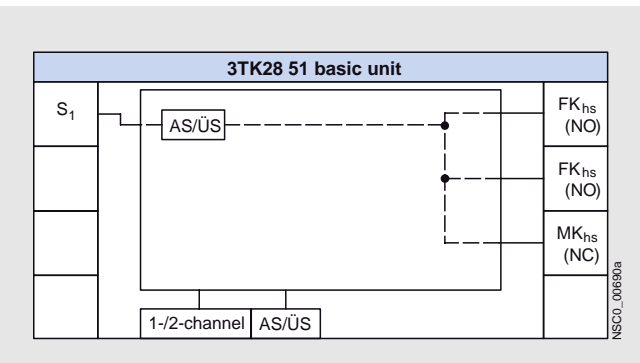 3TK28 51 basic unit
S1
AS/ÜS
FKhs
(NO)
FKhs
(NO)
MKhs
(NC)
1-/2-channel
AS/ÜS
NSC0_00690a